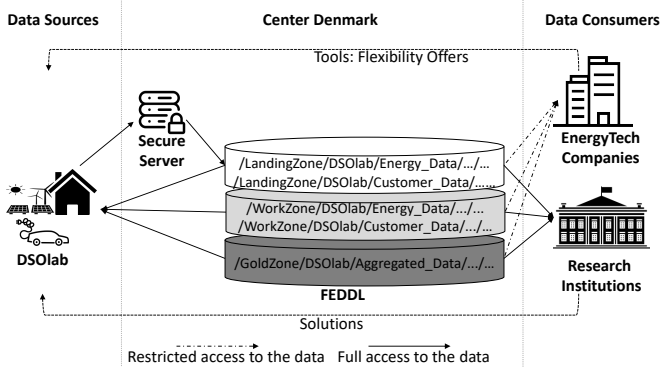 Data Sources
Center Denmark
Data Consumers
Tools: Flexibility Offers
Secure
Server
EnergyTech
Companies
/LandingZone/DSOlab/Energy_Data/.../...
/LandingZone/DSOlab/Customer_Data/......
/WorkZone/DSOlab/Energy_Data/.../...
/WorkZone/DSOlab/Customer_Data/.../...
DSOlab
/GoldZone/DSOlab/Aggregated_Data/.../...
Research
Institutions
FEDDL
Solutions
Restricted access to the data
Full access to the data